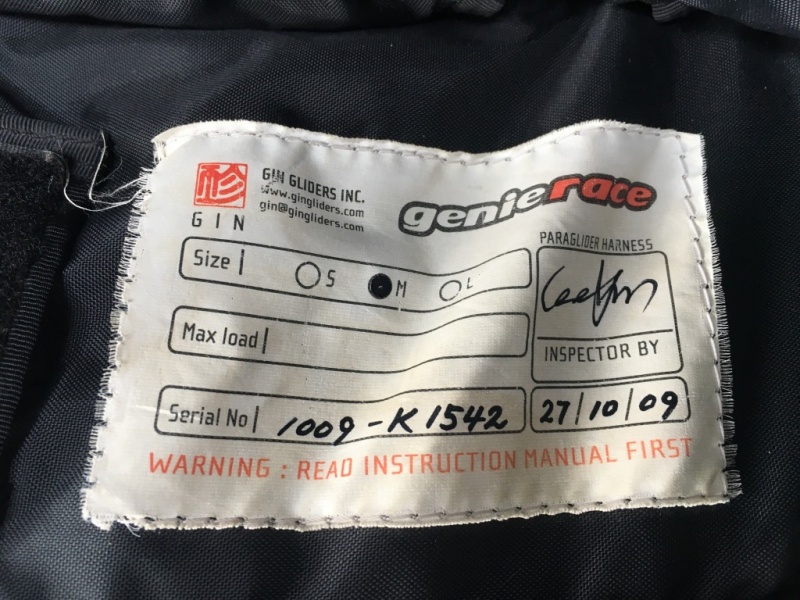 GIN
GIN GLIDERS INC.
www.gingliders.com
gin@gingliders.com
genierace
PARAGLIDER HARNESS
Size S M L
Max load
INSPECTOR BY
Serial No 1009-K1542 27/10/09
WARNING : READ INSTRUCTION MANUAL FIRST